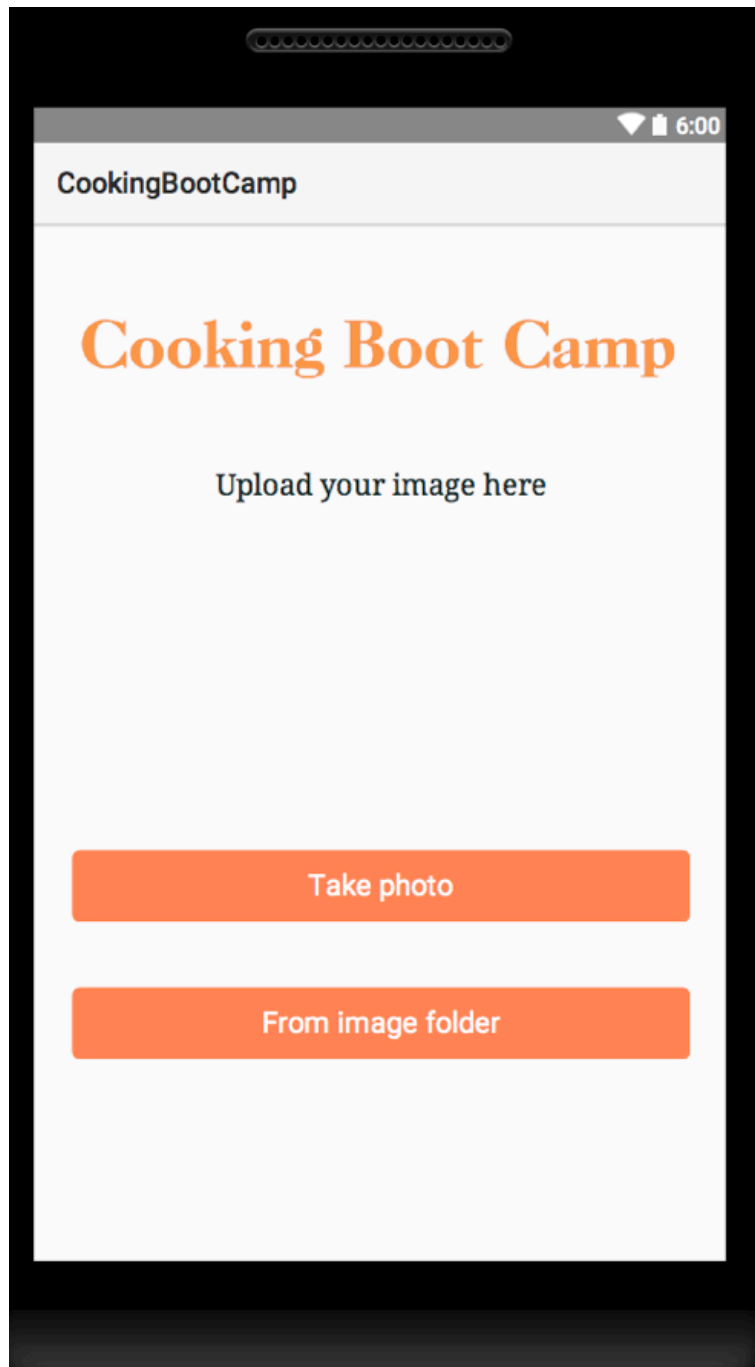 6:00
CookingBootCamp
Cooking Boot Camp
Upload your image here
Take photo
From image folder